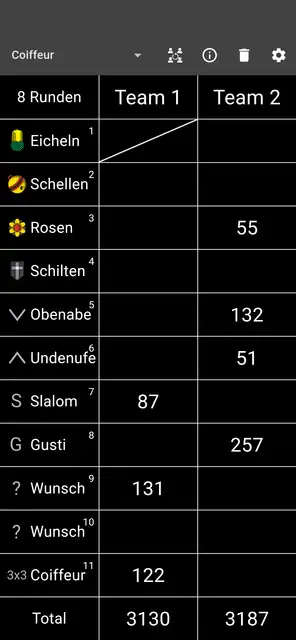 Coiffeur
8 Runden Team 1 Team 2
Eicheln 1
Schellen 2
Rosen 3 55
Schilten 4
Obenabe 5 132
Undenufe 6 51
S Slalom 7 87
G Gusti 8 257
? Wunsch 9 131
? Wunsch 10
3x3 Coiffeur 11 122
Total 3130 3187